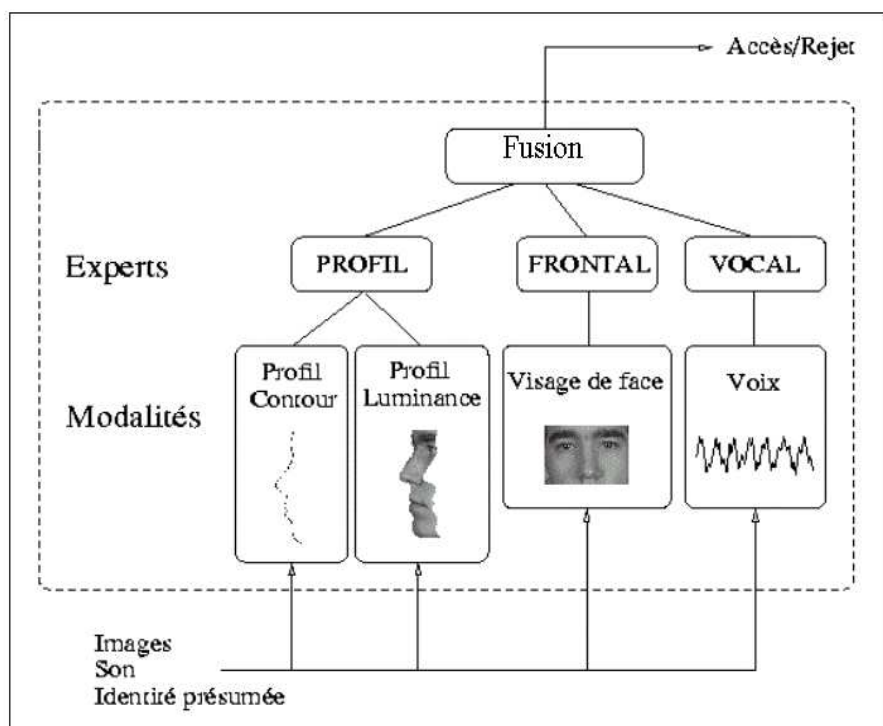 Accès/Rejet
Fusion
Experts
PROFIL
FRONTAL
VOCAL
Modalités
Profil
Contour
Profil
Luminance
Visage de face
Voix
Images
Son
Identité présumée